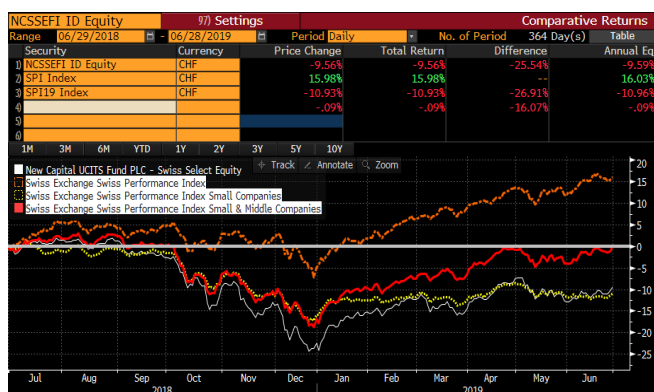 NCSSEFI ID Equity 97) Settings Comparative Returns
Range 06/29/2018 - 06/28/2019 Period Daily No. of Period 364 Day(s) Table
Security Currency Price Change Total Return Difference Annual Eq
1) NCSSEFI ID Equity CHF -9.56% -9.56% -25.54% -9.59%
2) SPI Index CHF 15.98% 15.98% -- 16.03%
3) SPI19 Index CHF -10.93% -10.93% -26.91% -10.96%
4) -.09% -.09% -16.07% -.09%
5)
6)
1M 3M 6M YTD 1Y 2Y 3Y 5Y 10Y
New Capital UCITS Fund PLC - Swiss Select Equity Track Annotate Zoom
Swiss Exchange Swiss Performance Index
Swiss Exchange Swiss Performance Index Small Companies
Swiss Exchange Swiss Performance Index Small & Middle Companies
20
15
10
5
0
-5
-10
-15
-20
-25
Jul Aug Sep Oct Nov Dec Jan Feb Mar Apr May Jun
2018 2019